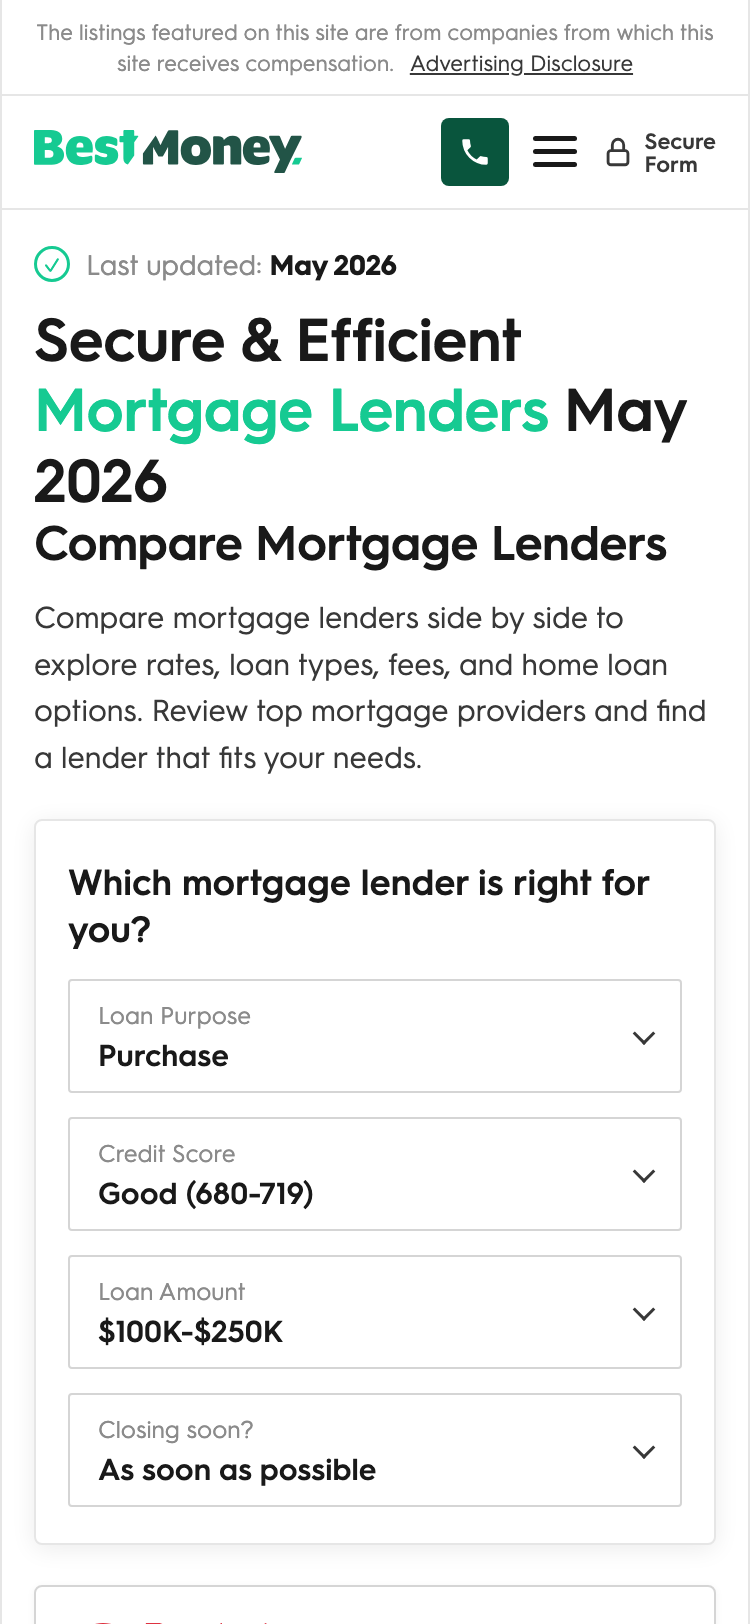 The listings featured on this site are from companies from which this
site receives compensation. Advertising Disclosure
BestMoney.
Secure
Form
Last updated: May 2026
Secure & Efficient
Mortgage Lenders May
2026
Compare Mortgage Lenders
Compare mortgage lenders side by side to
explore rates, loan types, fees, and home loan
options. Review top mortgage providers and find
a lender that fits your needs.
Which mortgage lender is right for
you?
Loan Purpose
Purchase
Credit Score
Good (680-719)
Loan Amount
$100K-$250K
Closing soon?
As soon as possible